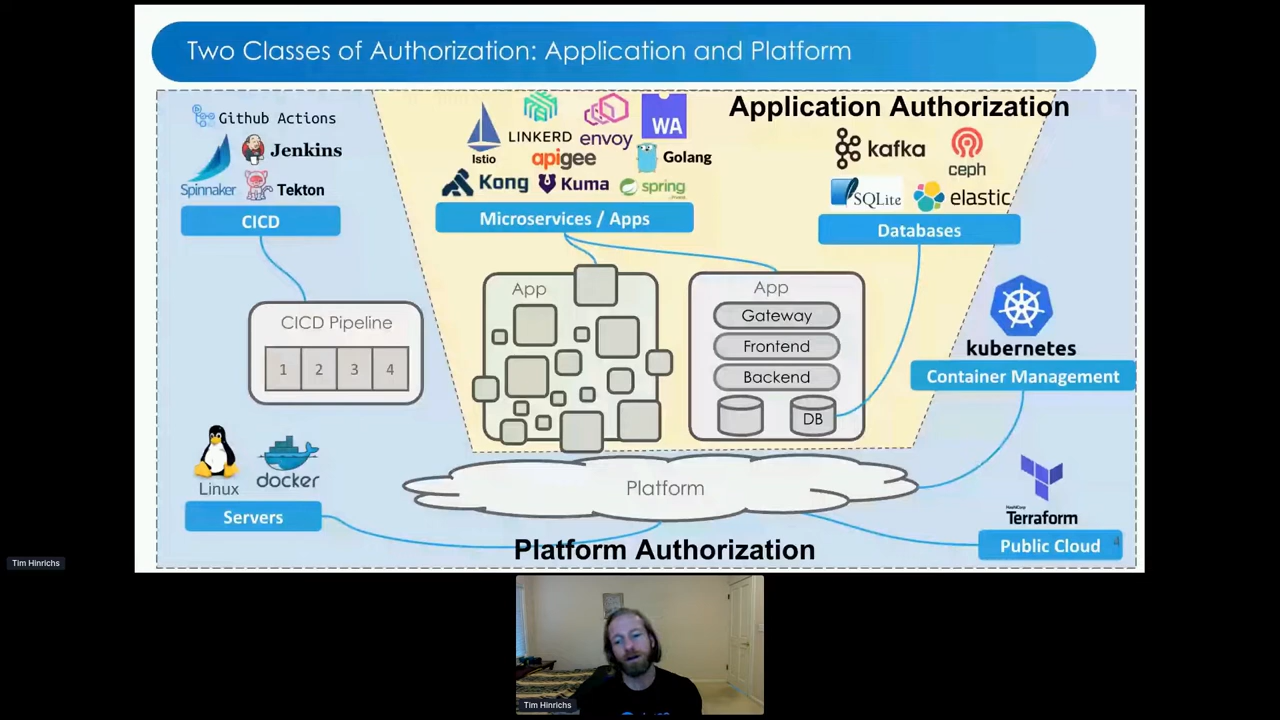 Two Classes of Authorization: Application and Platform
Application Authorization
Github Actions
Jenkins
Spinnaker
Tekton
CICD
Istio
LINKERD
envoy
WA
apigee
Golang
Kong
Kuma
spring
Microservices / Apps
kafka
ceph
SQLite
elastic
Databases
CICD Pipeline
1 2 3 4
App
App
Gateway
Frontend
Backend
DB
kubernetes
Container Management
Linux
docker
Servers
Platform
HashiCorp
Terraform
Public Cloud
4
Platform Authorization
Tim Hinrichs
Tim Hinrichs